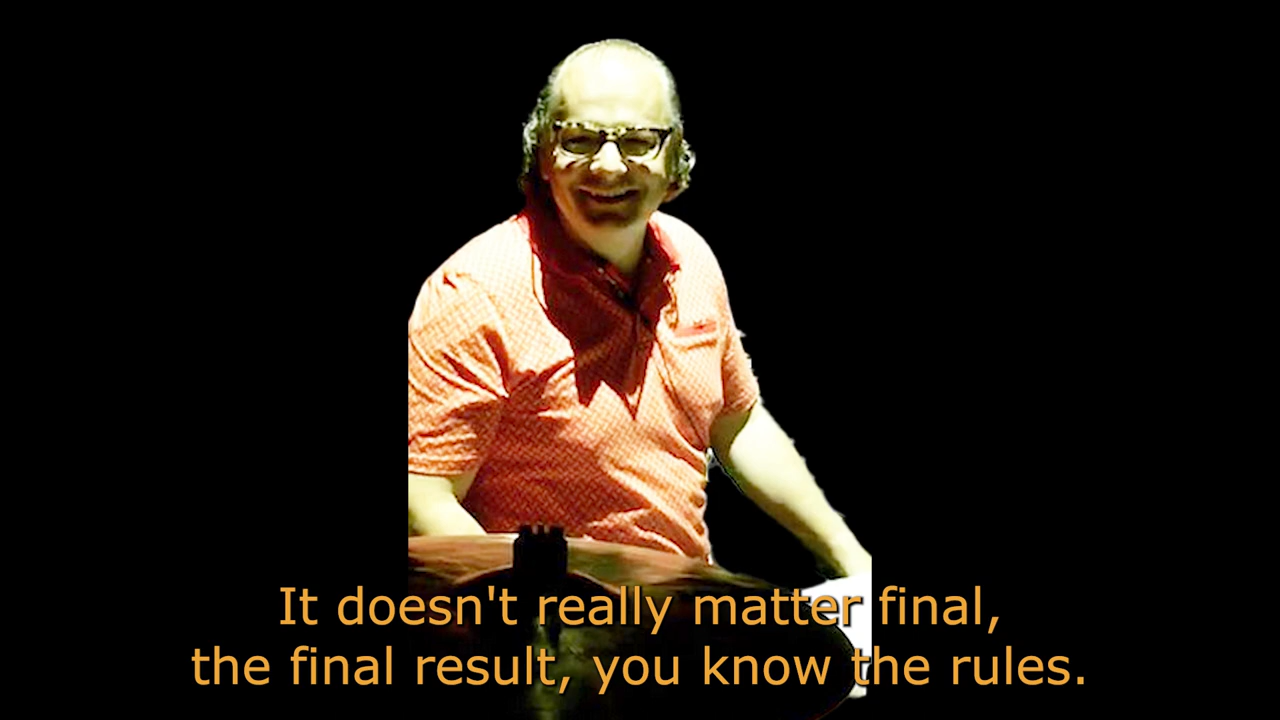 It doesn't really matter final,
the final result, you know the rules.